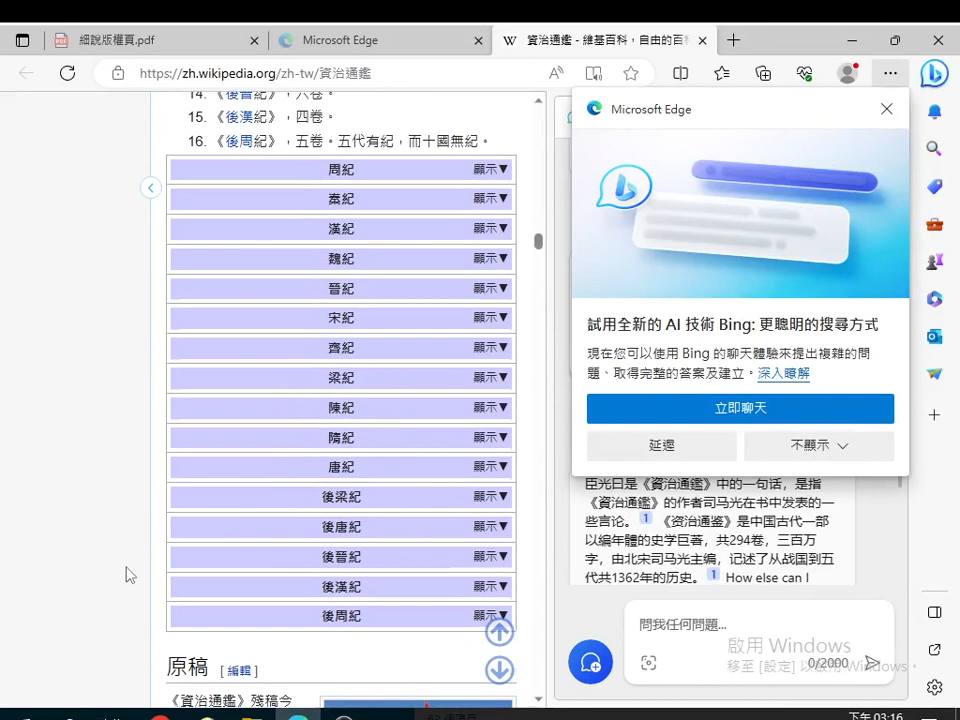 細說版權頁.pdf
Microsoft Edge
資治通鑑 - 維基百科，自由的百科
https://zh.wikipedia.org/zh-tw/資治通鑑
14. 《後晉紀》，六卷。
15. 《後漢紀》，四卷。
16. 《後周紀》，五卷。五代有紀，而十國無紀。
周紀 顯示▼
秦紀 顯示▼
漢紀 顯示▼
魏紀 顯示▼
晉紀 顯示▼
宋紀 顯示▼
齊紀 顯示▼
梁紀 顯示▼
陳紀 顯示▼
隋紀 顯示▼
唐紀 顯示▼
後梁紀 顯示▼
後唐紀 顯示▼
後晉紀 顯示▼
後漢紀 顯示▼
後周紀 顯示▼
原稿 [編輯]
《資治通鑑》殘稿今
Microsoft Edge
試用全新的 AI 技術 Bing: 更聰明的搜尋方式
現在您可以使用 Bing 的聊天體驗來提出複雜的問
題、取得完整的答案及建立。深入瞭解
立即聊天
延遲
不顯示
臣光曰是《資治通鑑》中的一句话，是指
《資治通鑑》的作者司马光在书中发表的一
些言论。 1 《资治通鉴》是中国古代一部
以编年體的史学巨著，共294卷，三百万
字，由北宋司马光主编，记述了从战国到五
代共1362年的历史。 1 How else can I
問我任何問題...
0/2000
啟用 Windows
移至 [設定] 以啟用 Windows。
下午 03:16